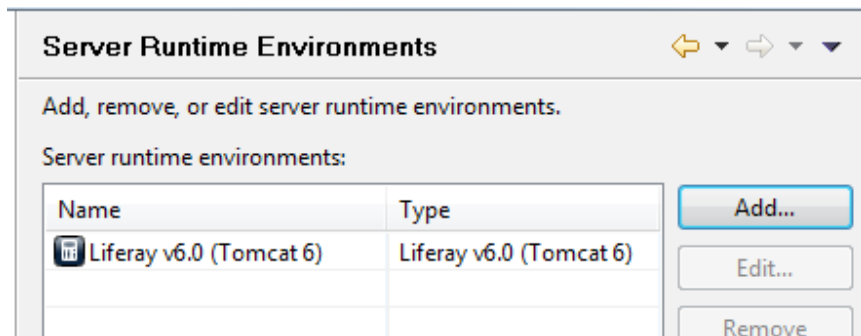 Server Runtime Environments
Add, remove, or edit server runtime environments.
Server runtime environments:
Name Type Add...
Liferay v6.0 (Tomcat 6) Liferay v6.0 (Tomcat 6)
Edit...
Remove